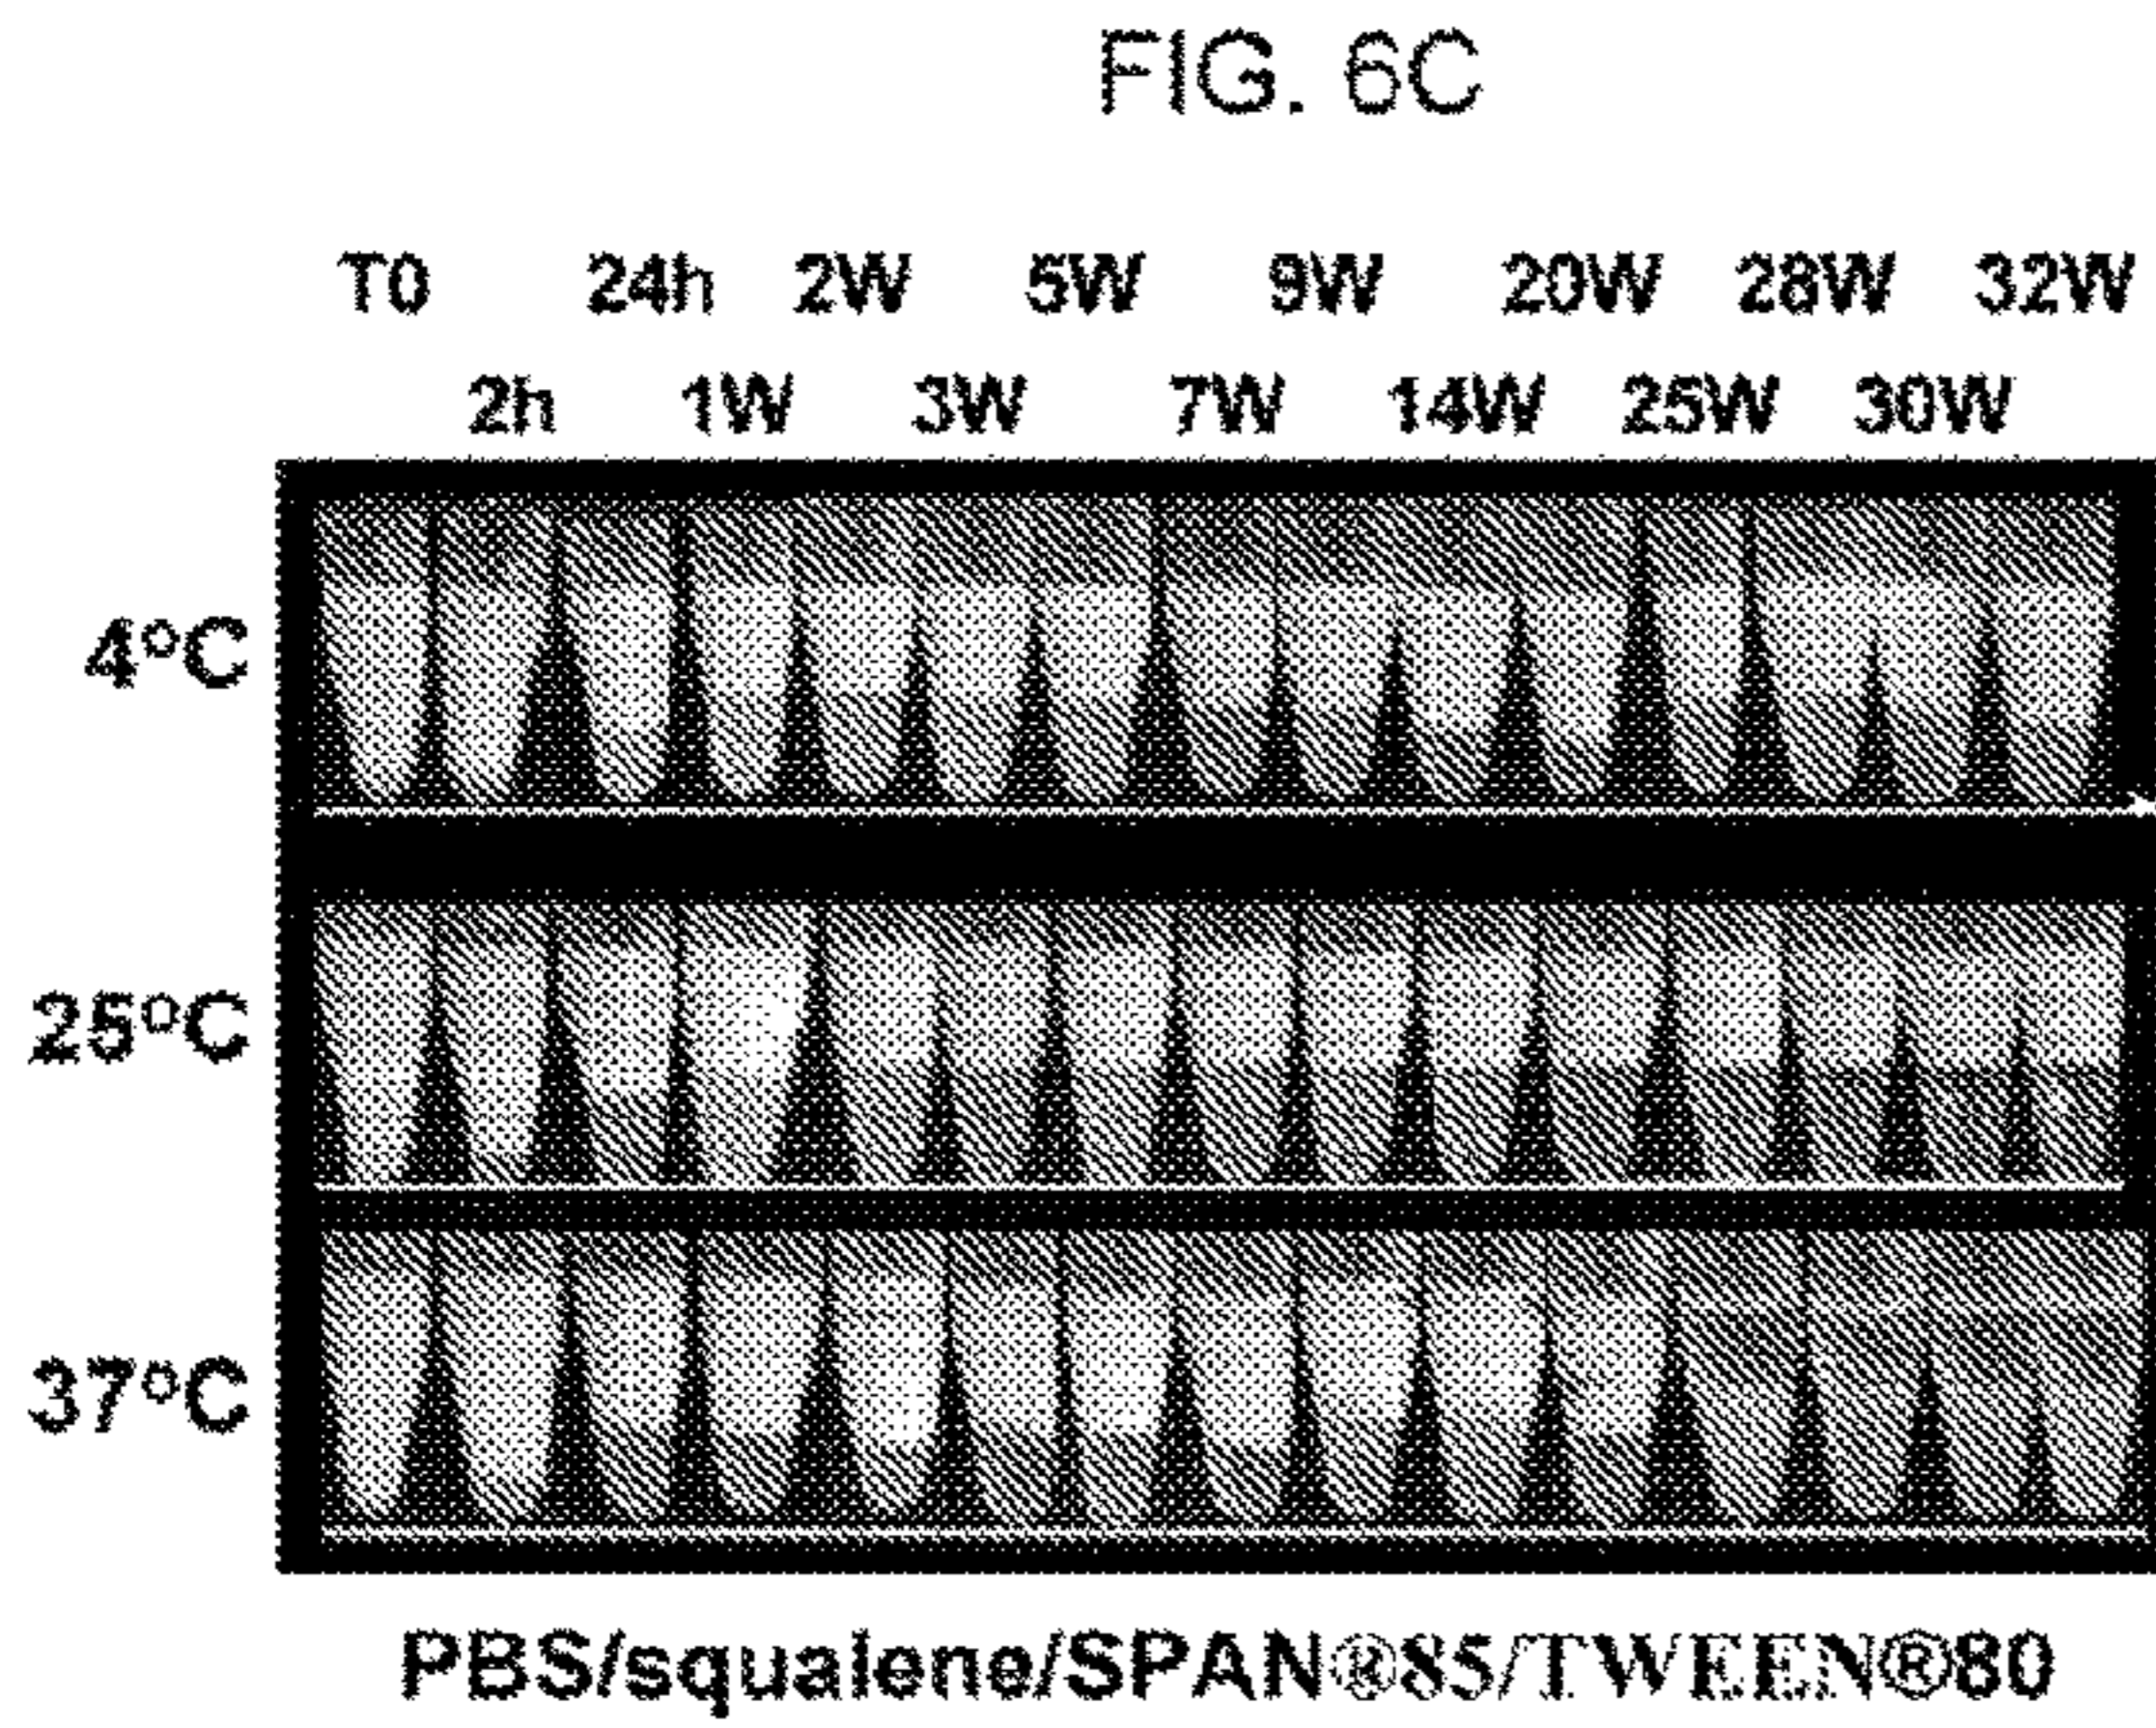 FIG. 6C
T0 24h 2W 5W 9W 20W 28W 32W
2h 1W 3W 7W 14W 25W 30W
4°C
25°C
37°C
PBS/squalene/SPAN®85/TWEEN®80